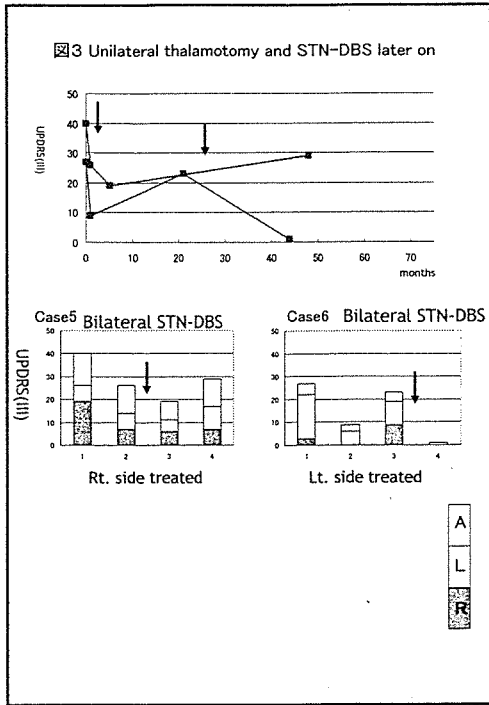 図3 Unilateral thalamotomy and STN-DBS later on
UPDRS(III)
50
40
30
20
10
0
0 10 20 30 40 50 60 70
months
Case5 Bilateral STN-DBS
UPDRS(III)
50
40
30
20
10
0
1 2 3 4
Rt. side treated
Case6 Bilateral STN-DBS
50
40
30
20
10
0
1 2 3 4
Lt. side treated
A
L
R